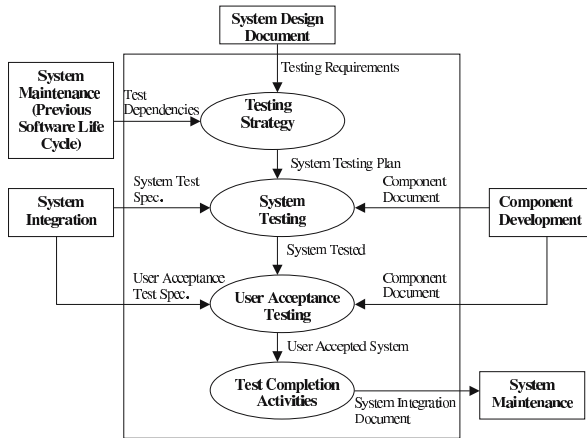 System Design
Document
Testing Requirements
System
Maintenance
(Previous
Software Life
Cycle)
Test
Dependencies
Testing
Strategy
System Testing Plan
System
Integration
System Test
Spec.
System
Testing
Component
Document
Component
Development
System Tested
User Acceptance
Test Spec.
User Acceptance
Testing
Component
Document
User Accepted System
Test Completion
Activities
System Integration
Document
System
Maintenance